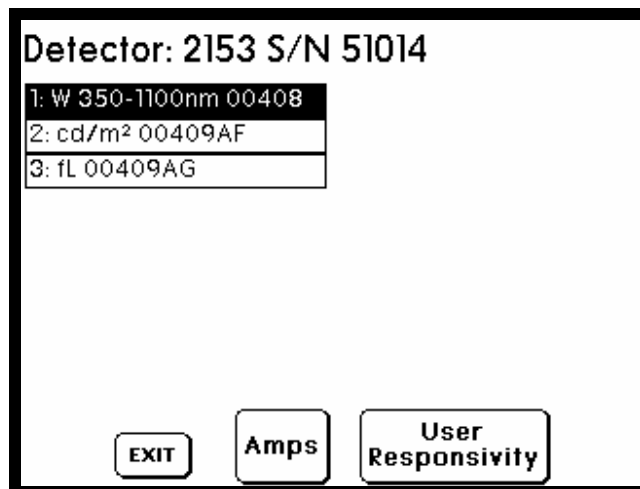 Detector: 2153 S/N 51014
1: W 350-1100nm 00408
2: cd/m² 00409AF
3: fL 00409AG
EXIT
Amps
User
Responsivity